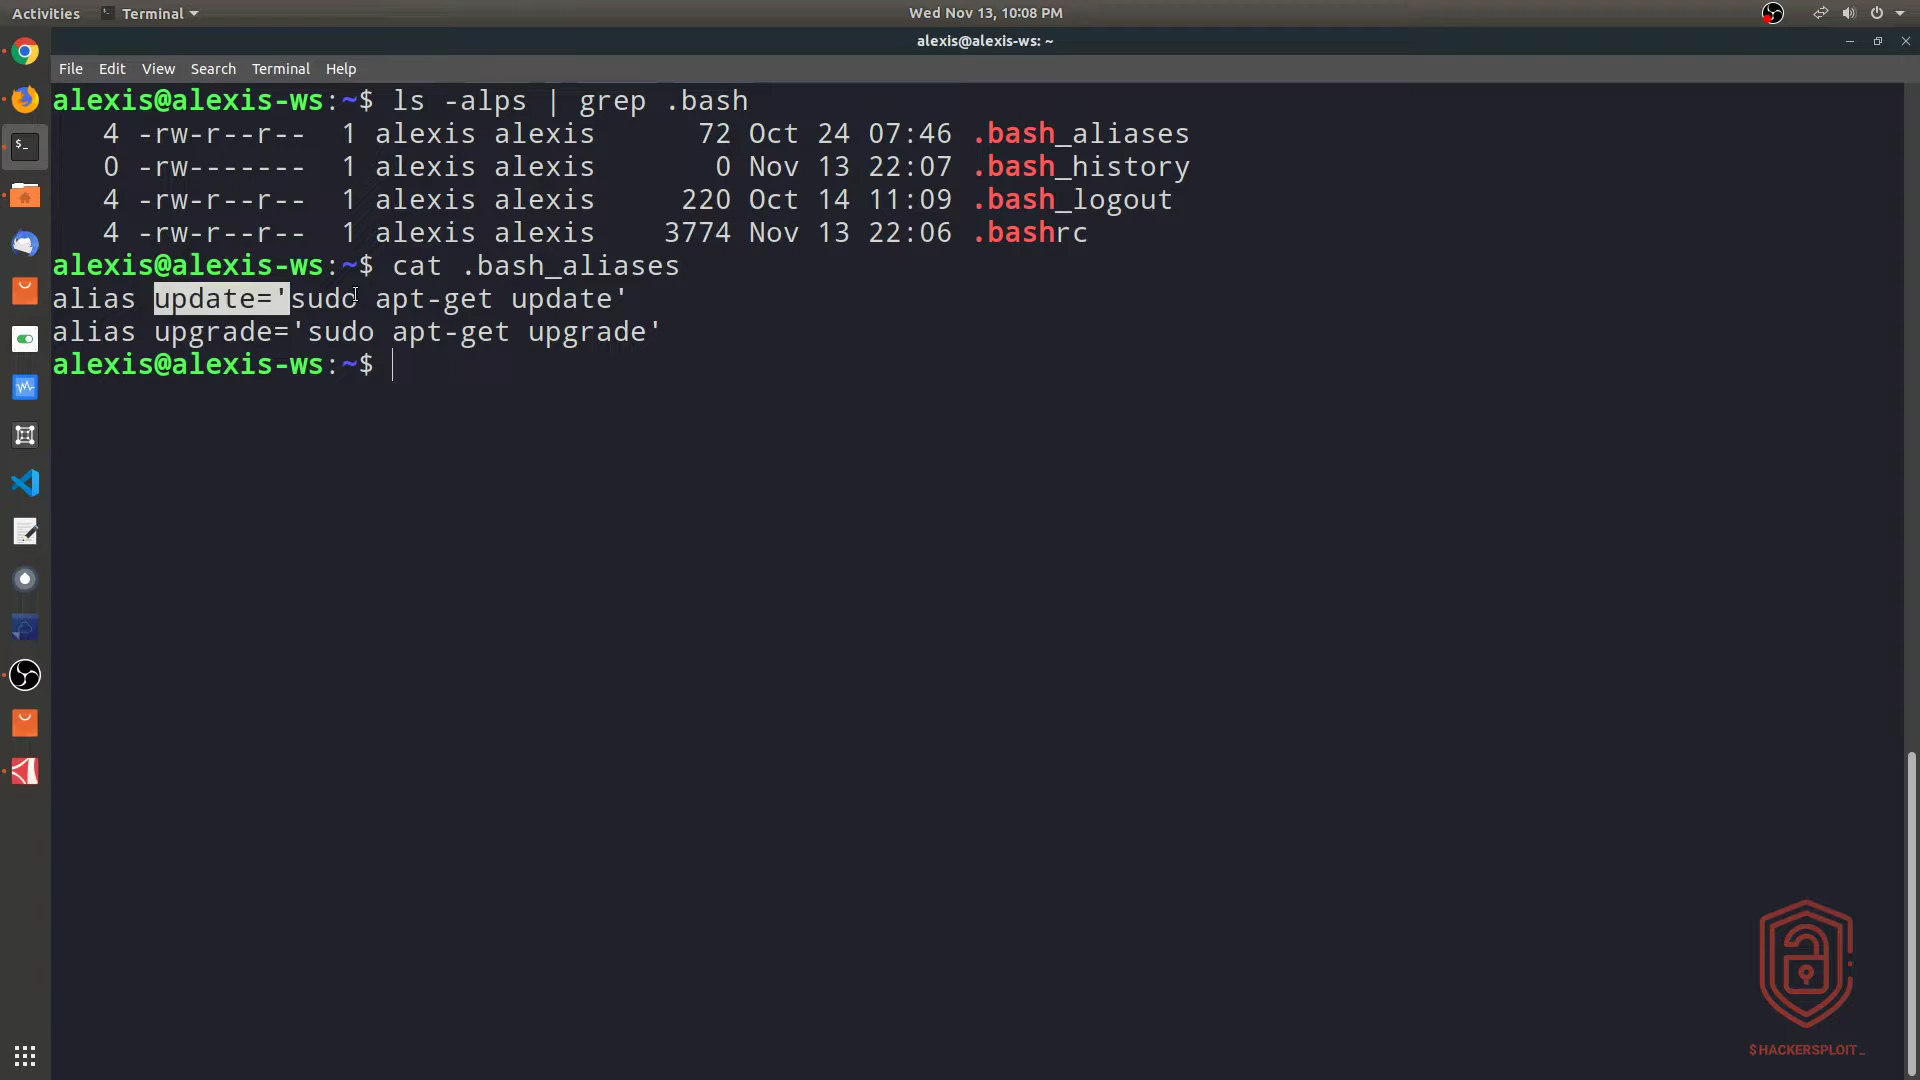 Activities Terminal Wed Nov 13, 10:08 PM
alexis@alexis-ws: ~
File Edit View Search Terminal Help
alexis@alexis-ws:~$ ls -alps | grep .bash
4 -rw-r--r-- 1 alexis alexis 72 Oct 24 07:46 .bash_aliases
0 -rw------- 1 alexis alexis 0 Nov 13 22:07 .bash_history
4 -rw-r--r-- 1 alexis alexis 220 Oct 14 11:09 .bash_logout
4 -rw-r--r-- 1 alexis alexis 3774 Nov 13 22:06 .bashrc
alexis@alexis-ws:~$ cat .bash_aliases
alias update='sudo apt-get update'
alias upgrade='sudo apt-get upgrade'
alexis@alexis-ws:~$
$HACKERSPLOIT_